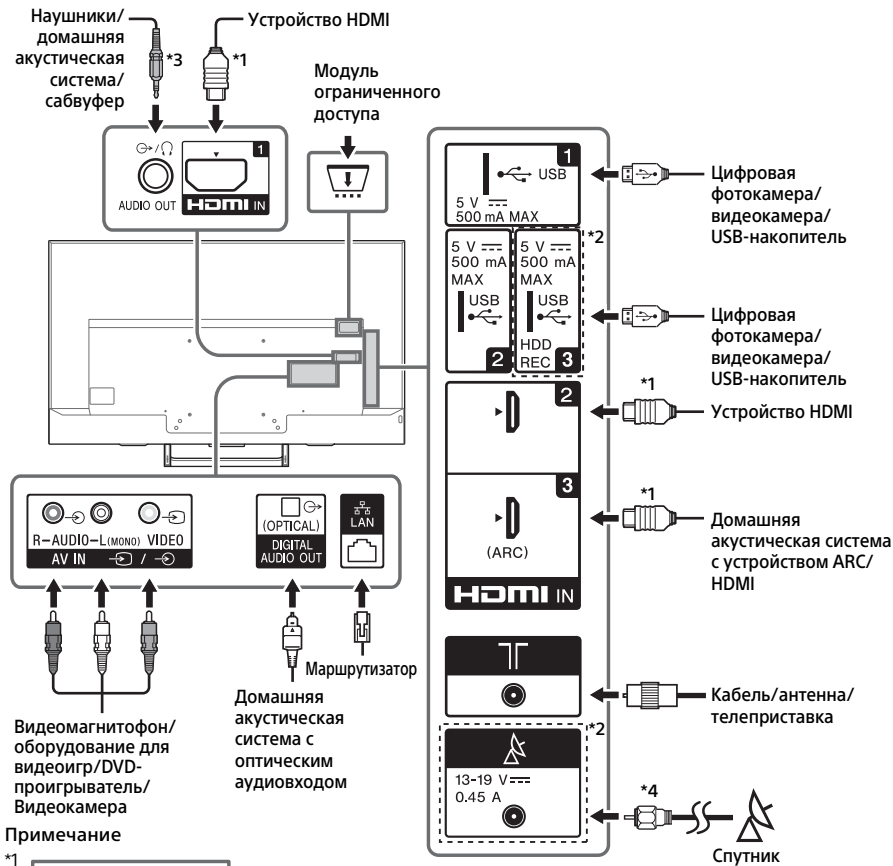 Наушники/
домашняя
акустическая
система/
сабвуфер
*3
Устройство HDMI
*1
Модуль
ограниченного
доступа
AUDIO OUT
1
HDMI IN
1
USB
5 V
500 mA MAX
Цифровая
фотокамера/
видеокамера/
USB-накопитель
*2
5 V
500 mA
MAX
USB
2
5 V
500 mA
MAX
USB
HDD
REC 3
Цифровая
фотокамера/
видеокамера/
USB-накопитель
2
*1
Устройство HDMI
3
(ARC)
*1
Домашняя
акустическая система
с устройством ARC/
HDMI
HDMI IN
R-AUDIO-L(MONO) VIDEO
AV IN /
(OPTICAL)
DIGITAL
AUDIO OUT
LAN
Маршрутизатор
Домашняя
акустическая
система с
оптическим
аудиовходом
Видеомагнитофон/
оборудование для
видеоигр/DVD-
проигрыватель/
Видеокамера
Кабель/антенна/
телеприставка
*2
13-19 V
0.45 A
*4
Спутник
Примечание
*1